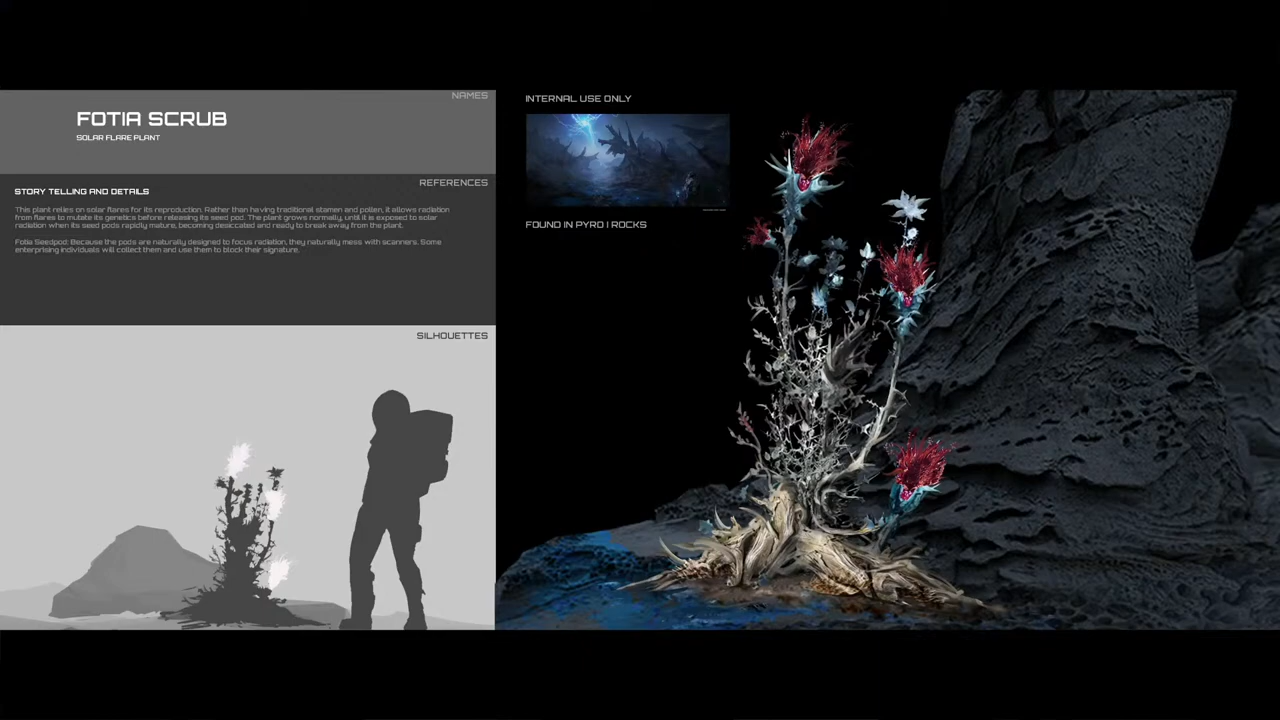 NAMES
FOTIA SCRUB
SOLAR FLARE PLANT
REFERENCES
STORY TELLING AND DETAILS
This plant relies on solar flares for its reproduction. Rather than having traditional stamen and pollen, it allows radiation
from flares to mutate its genetics before releasing its seed pod. The plant grows normally, until it is exposed to solar
radiation when its seed pods rapidly mature, becoming desiccated and ready to break away from the plant.
Fotia Seedpod: Because the pods are naturally designed to focus radiation, they naturally mess with scanners. Some
enterprising individuals will collect them and use them to block their signature.
SILHOUETTES
INTERNAL USE ONLY
FOUND IN PYRO I ROCKS